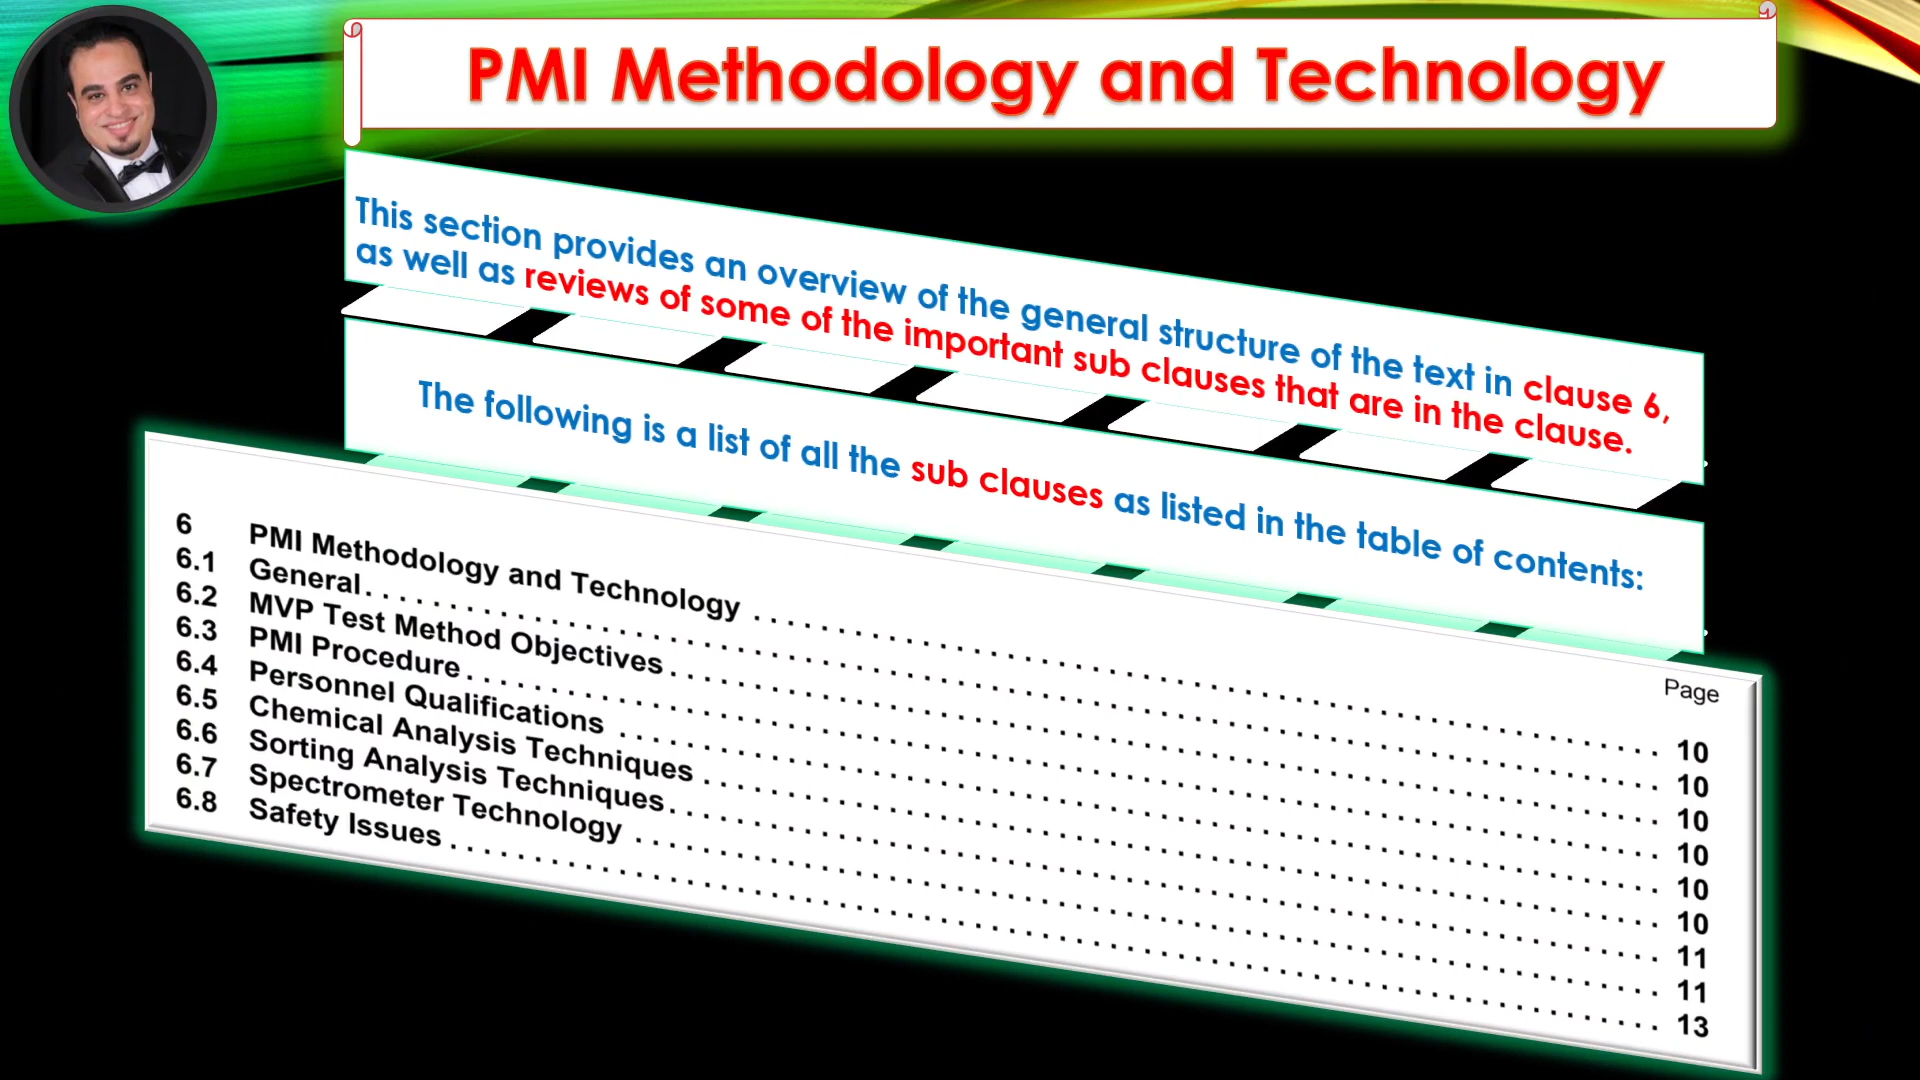 PMI Methodology and Technology
This section provides an overview of the general structure of the text in clause 6,
as well as reviews of some of the important sub clauses that are in the clause.
The following is a list of all the sub clauses as listed in the table of contents:
Page
6 PMI Methodology and Technology . . . . . . . . . . . . . . . . . . . . . . . . . . . . . . 10
6.1 General. . . . . . . . . . . . . . . . . . . . . . . . . . . . . . 10
6.2 MVP Test Method Objectives. . . . . . . . . . . . . . . . . . . . . . . . . . . . . . 10
6.3 PMI Procedure. . . . . . . . . . . . . . . . . . . . . . . . . . . . . . 10
6.4 Personnel Qualifications . . . . . . . . . . . . . . . . . . . . . . . . . . . . . . 10
6.5 Chemical Analysis Techniques . . . . . . . . . . . . . . . . . . . . . . . . . . . . . . 10
6.6 Sorting Analysis Techniques. . . . . . . . . . . . . . . . . . . . . . . . . . . . . . 11
6.7 Spectrometer Technology . . . . . . . . . . . . . . . . . . . . . . . . . . . . . . 11
6.8 Safety Issues . . . . . . . . . . . . . . . . . . . . . . . . . . . . . . 13